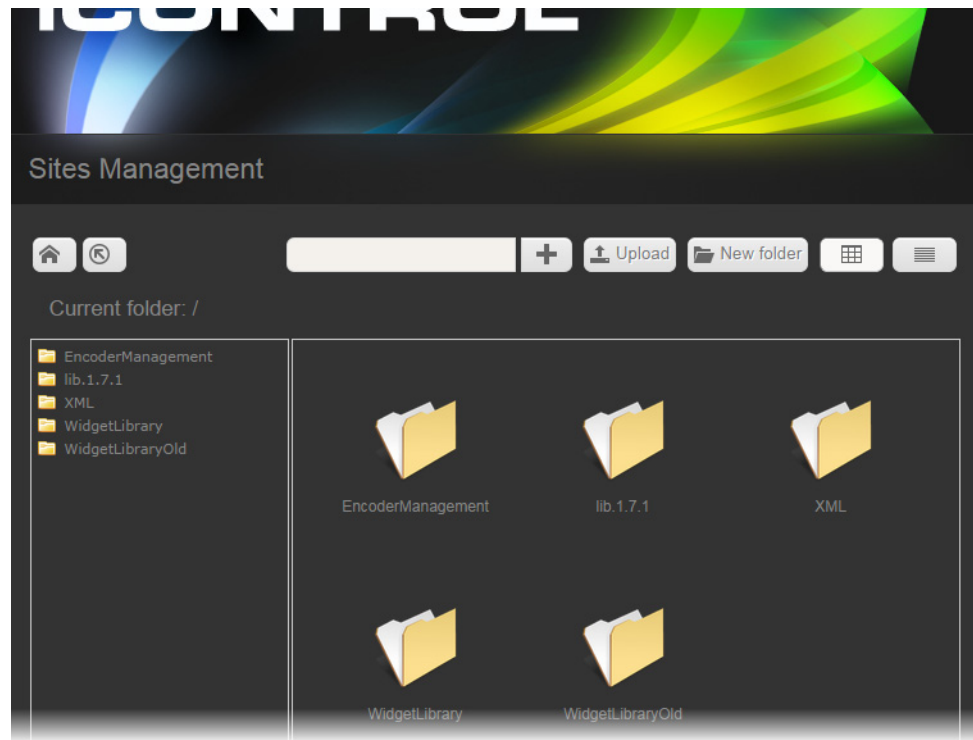 iCONTROL
Sites Management
Upload
New folder
Current folder: /
EncoderManagement
lib.1.7.1
XML
WidgetLibrary
WidgetLibraryOld
EncoderManagement
lib.1.7.1
XML
WidgetLibrary
WidgetLibraryOld